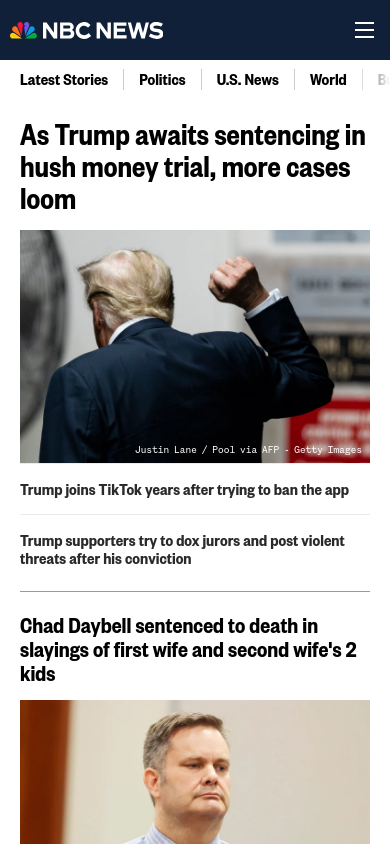 NBC NEWS
Latest Stories
Politics
U.S. News
World
As Trump awaits sentencing in
hush money trial, more cases
loom
Justin Lane / Pool via AFP - Getty Images
Trump joins TikTok years after trying to ban the app
Trump supporters try to dox jurors and post violent
threats after his conviction
Chad Daybell sentenced to death in
slayings of first wife and second wife's 2
kids